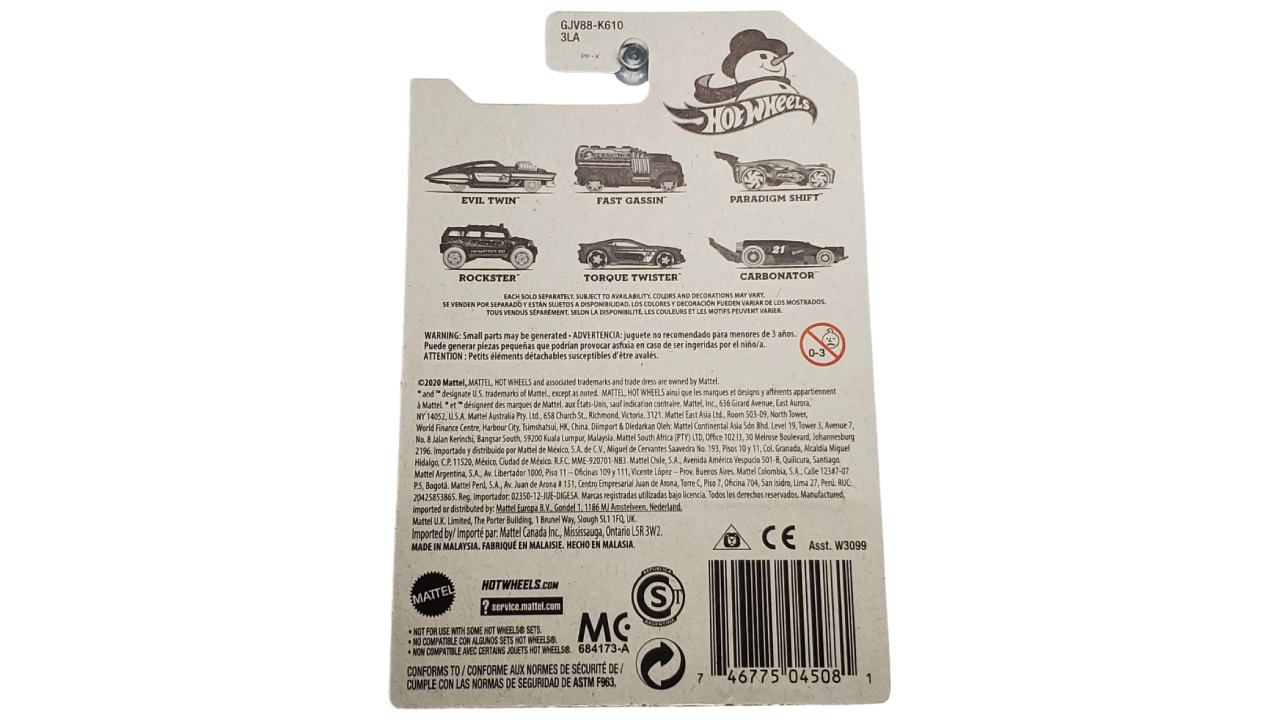 GJV88-K610
3LA
PP-K
HOT WHEELS
EVIL TWIN™
FAST GASSIN™
PARADIGM SHIFT™
21
ROCKSTER™
TORQUE TWISTER™
CARBONATOR™
EACH SOLD SEPARATELY, SUBJECT TO AVAILABILITY. COLORS AND DECORATIONS MAY VARY.
SE VENDEN POR SEPARADO Y ESTÁN SUJETOS A DISPONIBILIDAD. LOS COLORES Y DECORACIÓN PUEDEN VARIAR DE LOS MOSTRADOS.
TOUS VENDUS SÉPARÉMENT, SELON LA DISPONIBILITÉ. LES COULEURS ET LES MOTIFS PEUVENT VARIER.
WARNING: Small parts may be generated - ADVERTENCIA: juguete no recomendado para menores de 3 años.
Puede generar piezas pequeñas que podrían provocar asfixia en caso de ser ingeridas por el niño/a.
ATTENTION : Petits éléments détachables susceptibles d'être avalés.
0-3
©2020 Mattel. MATTEL, HOT WHEELS and associated trademarks and trade dress are owned by Mattel.
® and ™ designate U.S. trademarks of Mattel, except as noted. MATTEL, HOT WHEELS ainsi que les marques et designs y afférents appartiennent
à Mattel. ® et ™ désignent des marques de Mattel. aux États-Unis, sauf indication contraire. Mattel, Inc., 636 Girard Avenue, East Aurora,
NY 14052, U.S.A. Mattel Australia Pty. Ltd., 658 Church St., Richmond, Victoria. 3121. Mattel East Asia Ltd., Room 503-09, North Tower,
World Finance Centre, Harbour City, Tsimshatsui, HK, China. Diimport & Diedarkan Oleh: Mattel Continental Asia Sdn Bhd. Level 19, Tower 3, Avenue 7,
No. 8 Jalan Kerinchi, Bangsar South, 59200 Kuala Lumpur, Malaysia. Mattel South Africa (PTY) LTD, Office 102 I3, 30 Melrose Boulevard, Johannesburg
2196. Importado y distribuido por Mattel de México, S.A. de C.V., Miguel de Cervantes Saavedra No. 193, Pisos 10 y 11, Col. Granada, Alcaldía Miguel
Hidalgo, C.P. 11520, México, Ciudad de México. R.F.C. MME-920701-NB3. Mattel Chile, S.A., Avenida Américo Vespucio 501-B, Quilicura, Santiago.
Mattel Argentina, S.A., Av. Libertador 1000, Piso 11 – Oficinas 109 y 111, Vicente López – Prov. Buenos Aires. Mattel Colombia, S.A., Calle 123#7-07
P.5, Bogotá. Mattel Perú, S.A., Av. Juan de Arona # 151, Centro Empresarial Juan de Arona, Torre C, Piso 7, Oficina 704, San Isidro, Lima 27, Perú. RUC:
20425853865. Reg. Importador: 02350-12-JUE-DIGESA. Marcas registradas utilizadas bajo licencia. Todos los derechos reservados. Manufactured,
imported or distributed by: Mattel Europa B.V., Gondel 1, 1186 MJ Amstelveen, Nederland.
Mattel U.K. Limited, The Porter Building, 1 Brunel Way, Slough SL1 1FQ, UK.
Imported by/ Importé par: Mattel Canada Inc., Mississauga, Ontario L5R 3W2.
MADE IN MALAYSIA. FABRIQUÉ EN MALAISIE. HECHO EN MALASIA.
CE
Asst. W3099
MATTEL
HOTWHEELS.COM
? service.mattel.com
REPÚBLICA
S
ARGENTINA
MC
684173-A
• NOT FOR USE WITH SOME HOT WHEELS® SETS.
• NO COMPATIBLE CON ALGUNOS SETS HOT WHEELS®.
• NON COMPATIBLE AVEC CERTAINS JOUETS HOT WHEELS®.
CONFORMS TO / CONFORME AUX NORMES DE SÉCURITÉ DE /
CUMPLE CON LAS NORMAS DE SEGURIDAD DE ASTM F963.
7 46775 04508 1